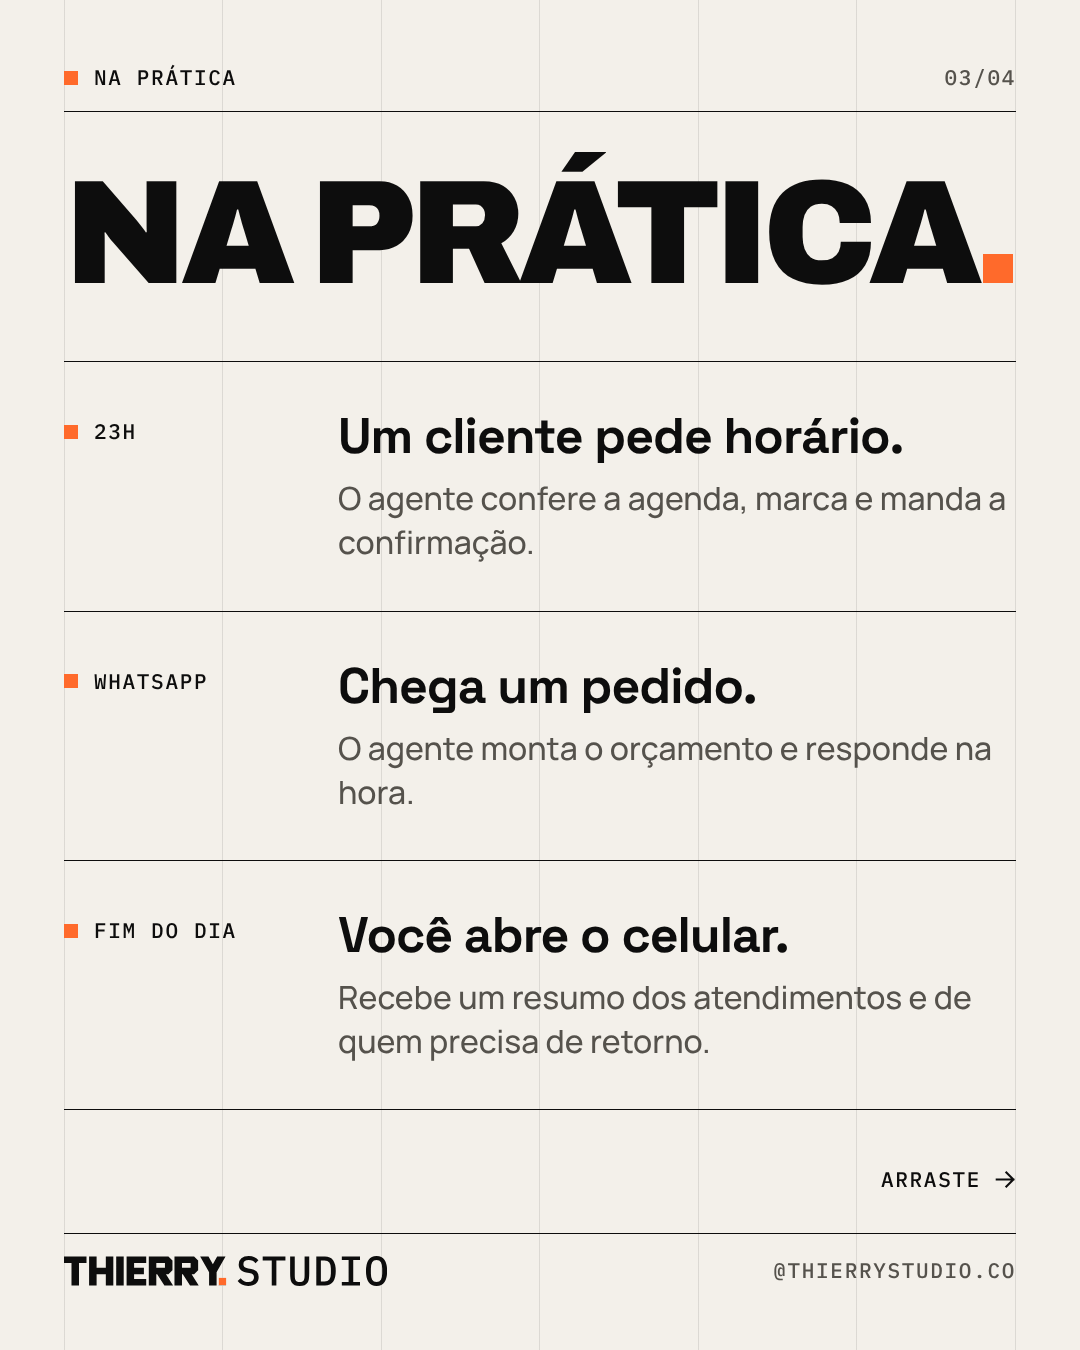 NA PRÁTICA
03/04
NA PRÁTICA.
23H
Um cliente pede horário.
O agente confere a agenda, marca e manda a
confirmação.
WHATSAPP
Chega um pedido.
O agente monta o orçamento e responde na
hora.
FIM DO DIA
Você abre o celular.
Recebe um resumo dos atendimentos e de
quem precisa de retorno.
ARRASTE →
THIERRY. STUDIO
@THIERRYSTUDIO.CO